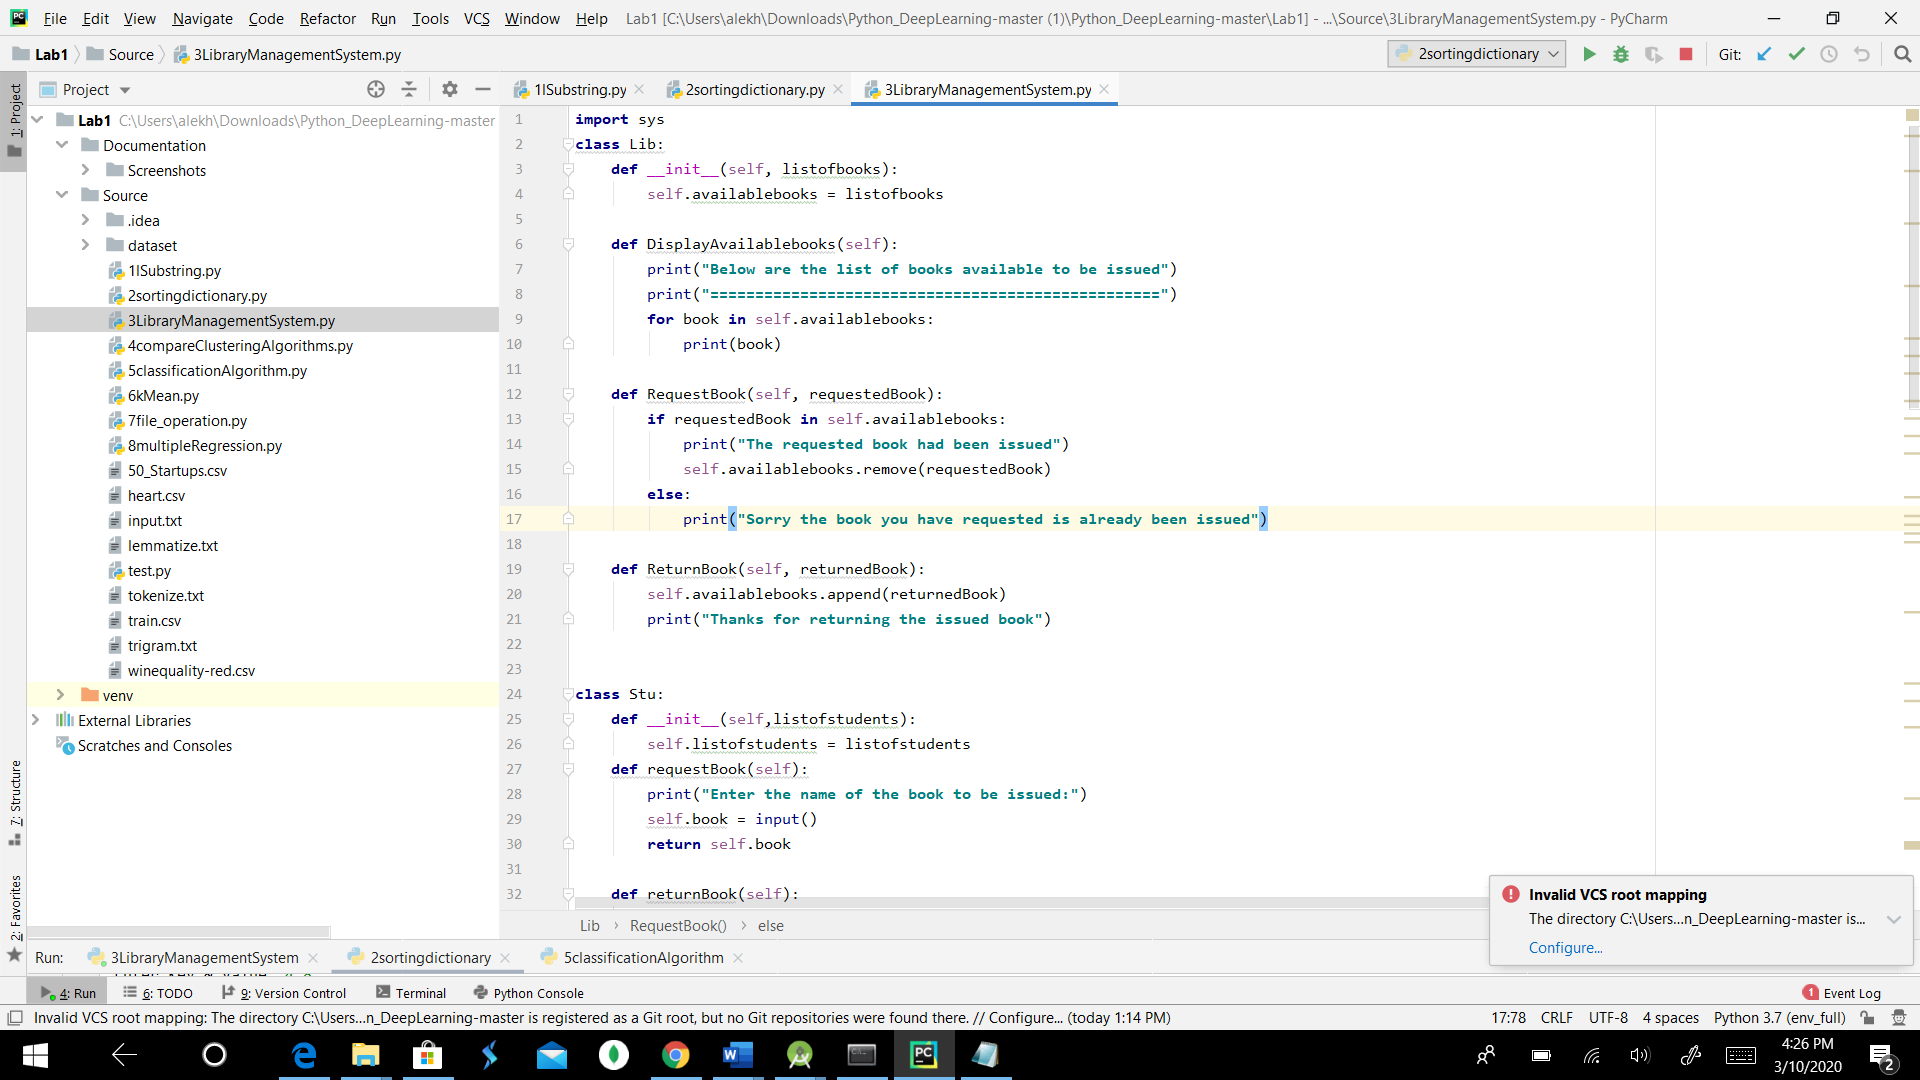 File Edit View Navigate Code Refactor Run Tools VCS Window Help Lab1 [C:\Users\alekh\Downloads\Python_DeepLearning-master (1)\Python_DeepLearning-master\Lab1] - ...\Source\3LibraryManagementSystem.py - PyCharm
Lab1 Source 3LibraryManagementSystem.py 2sortingdictionary Git:
Project 1ISubstring.py 2sortingdictionary.py 3LibraryManagementSystem.py
1: Project
Lab1 C:\Users\alekh\Downloads\Python_DeepLearning-master
Documentation
Screenshots
Source
.idea
dataset
1ISubstring.py
2sortingdictionary.py
3LibraryManagementSystem.py
4compareClusteringAlgorithms.py
5classificationAlgorithm.py
6kMean.py
7file_operation.py
8multipleRegression.py
50_Startups.csv
heart.csv
input.txt
lemmatize.txt
test.py
tokenize.txt
train.csv
trigram.txt
winequality-red.csv
venv
External Libraries
Scratches and Consoles
7: Structure
2: Favorites
1 import sys
2 class Lib:
3 def __init__(self, listofbooks):
4 self.availablebooks = listofbooks
5
6 def DisplayAvailablebooks(self):
7 print("Below are the list of books available to be issued")
8 print("==================================================")
9 for book in self.availablebooks:
10 print(book)
11
12 def RequestBook(self, requestedBook):
13 if requestedBook in self.availablebooks:
14 print("The requested book had been issued")
15 self.availablebooks.remove(requestedBook)
16 else:
17 print("Sorry the book you have requested is already been issued")
18
19 def ReturnBook(self, returnedBook):
20 self.availablebooks.append(returnedBook)
21 print("Thanks for returning the issued book")
22
23
24 class Stu:
25 def __init__(self,listofstudents):
26 self.listofstudents = listofstudents
27 def requestBook(self):
28 print("Enter the name of the book to be issued:")
29 self.book = input()
30 return self.book
31
32 def returnBook(self):
Lib RequestBook() else
Invalid VCS root mapping
The directory C:\Users...n_DeepLearning-master is...
Configure...
Run: 3LibraryManagementSystem 2sortingdictionary 5classificationAlgorithm
4: Run 6: TODO 9: Version Control Terminal Python Console 1 Event Log
Invalid VCS root mapping: The directory C:\Users...n_DeepLearning-master is registered as a Git root, but no Git repositories were found there. // Configure... (today 1:14 PM) 17:78 CRLF UTF-8 4 spaces Python 3.7 (env_full)
4:26 PM
3/10/2020
2